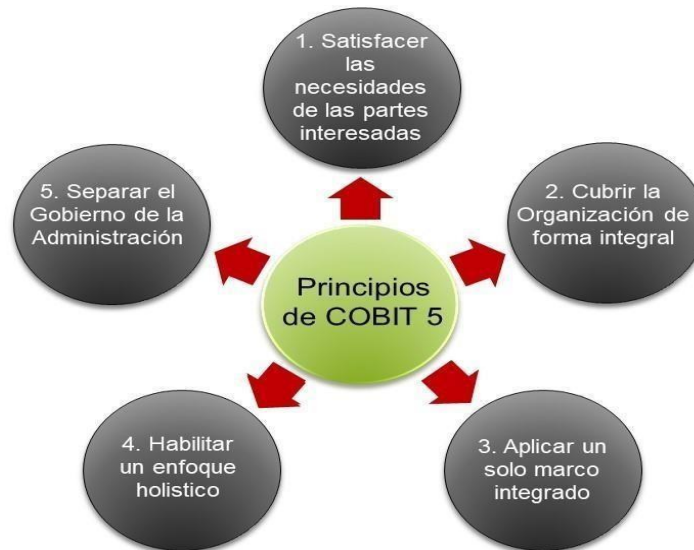 1. Satisfacer
las
necesidades
de las partes
interesadas
5. Separar el
Gobierno de la
Administración
2. Cubrir la
Organización de
forma integral
Principios
de COBIT 5
4. Habilitar
un enfoque
holistico
3. Aplicar un
solo marco
integrado